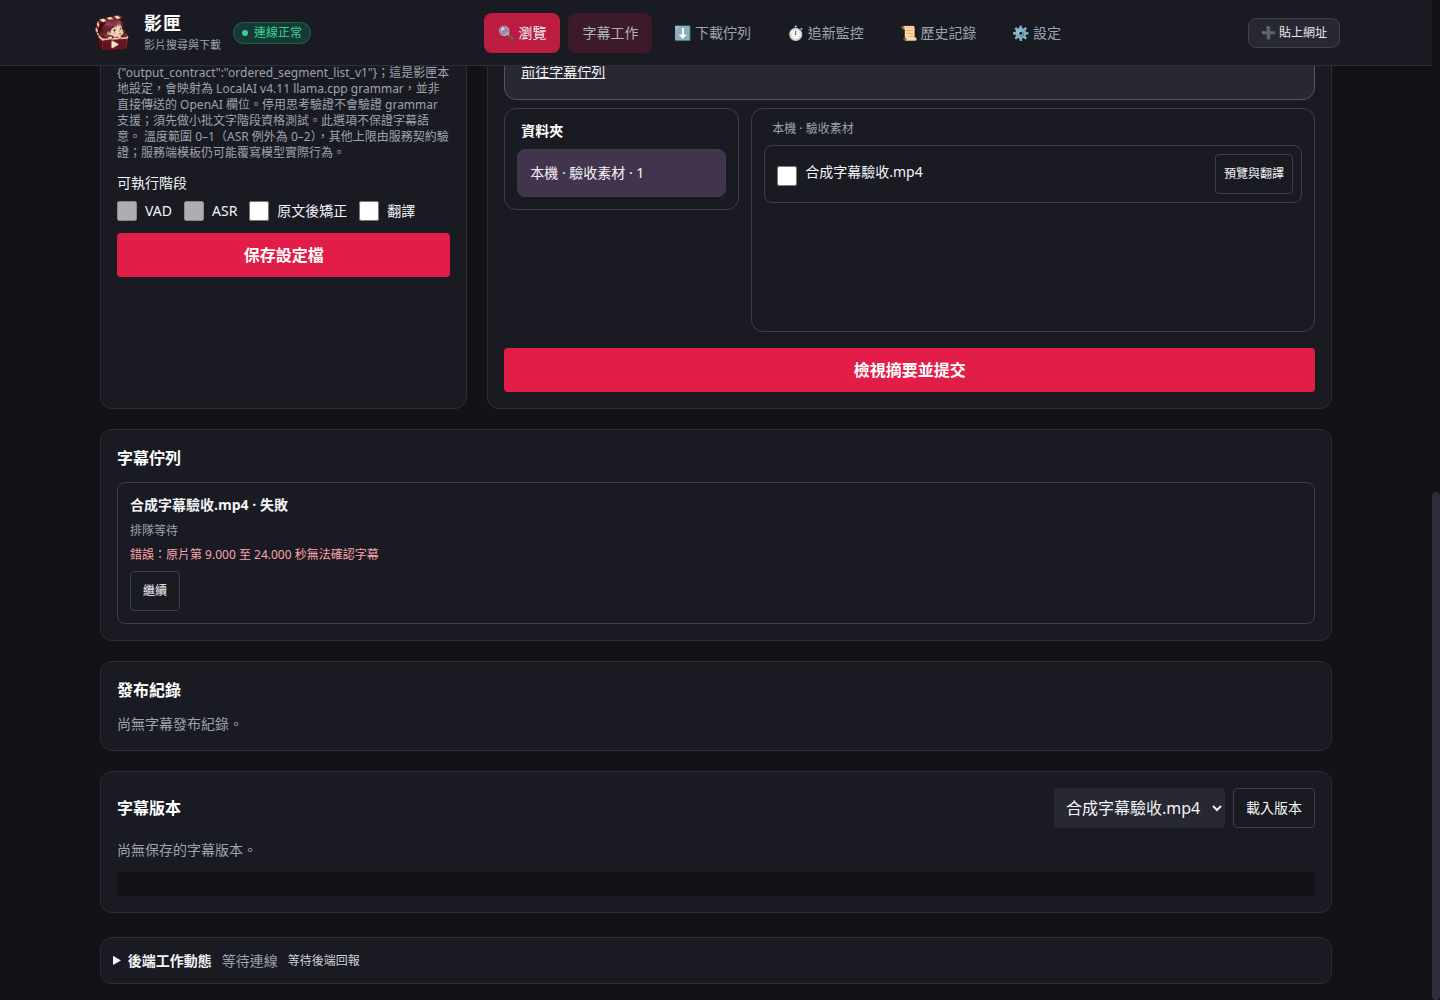 影匣
影片搜尋與下載
連線正常
瀏覽
字幕工作
下載佇列
追新監控
歷史記錄
設定
貼上網址
{"output_contract":"ordered_segment_list_v1"}；這是影匣本
地設定，會映射為 LocalAI v4.11 llama.cpp grammar，並非
直接傳送的 OpenAI 欄位。停用思考驗證不會驗證 grammar
支援；須先做小批文字階段資格測試。此選項不保證字幕語
意。 溫度範圍 0–1（ASR 例外為 0–2），其他上限由服務契約驗
證；服務端模板仍可能覆寫模型實際行為。
可執行階段
VAD ASR 原文後矯正 翻譯
保存設定檔
前往字幕佇列
資料夾
本機 · 驗收素材 · 1
本機 · 驗收素材
合成字幕驗收.mp4
預覽與翻譯
檢視摘要並提交
字幕佇列
合成字幕驗收.mp4 · 失敗
排隊等待
錯誤：原片第 9.000 至 24.000 秒無法確認字幕
繼續
發布紀錄
尚無字幕發布紀錄。
字幕版本
合成字幕驗收.mp4
載入版本
尚無保存的字幕版本。
後端工作動態 等待連線 等待後端回報